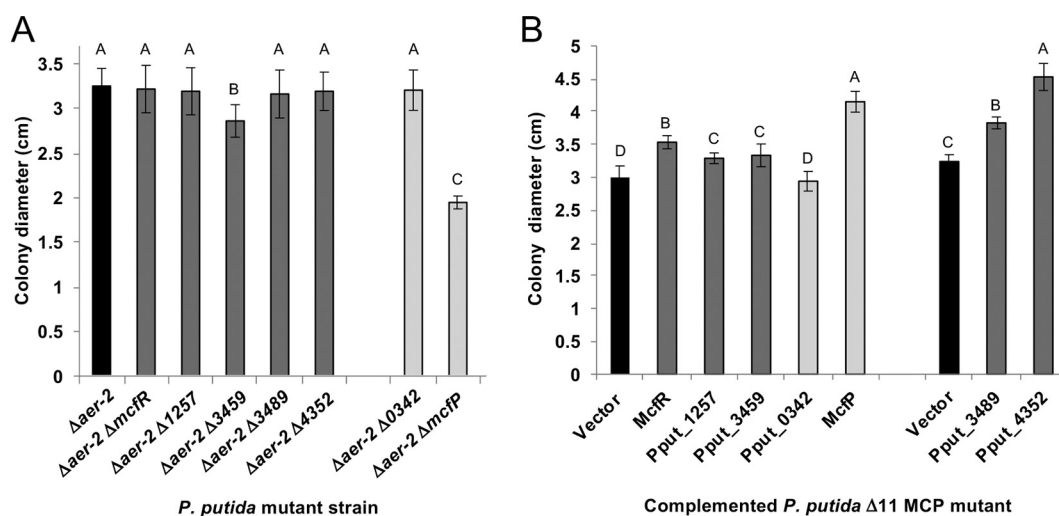 A
Colony diameter (cm)
3.5
3
2.5
2
1.5
1
0.5
0
A
A
A
B
A
A
A
C
Δaer-2
Δaer-2 ΔmcfR
Δaer-2 Δ1257
Δaer-2 Δ3459
Δaer-2 Δ3489
Δaer-2 Δ4352
Δaer-2 Δ0342
Δaer-2 ΔmcfP
P. putida mutant strain
B
Colony diameter (cm)
5
4.5
4
3.5
3
2.5
2
1.5
1
0.5
0
D
B
C
C
D
A
C
B
A
Vector
McfR
Pput_1257
Pput_3459
Pput_0342
McfP
Vector
Pput_3489
Pput_4352
Complemented P. putida Δ11 MCP mutant